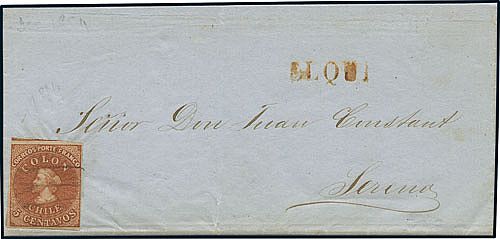 ELQUI
Señor Don Juan Constant
Serena
CORREOS PORTE FRANCO
COLON
CHILE
5 CENTAVOS